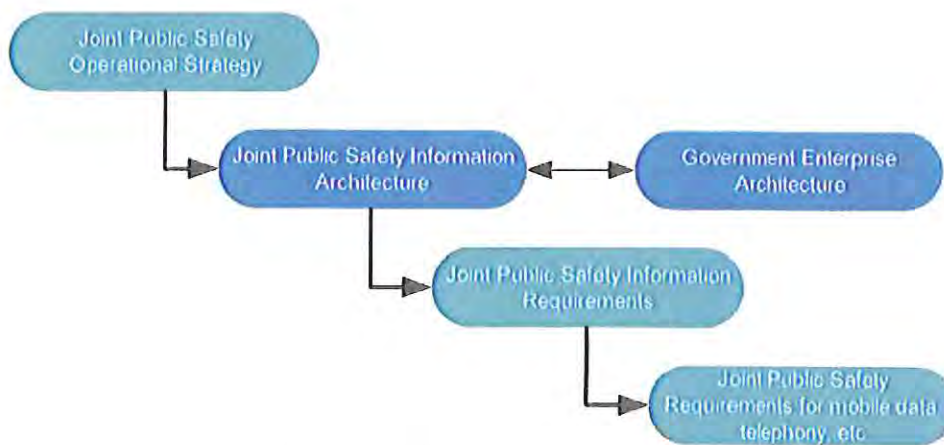 Joint Public Safety
Operational Strategy
Joint Public Safety Information
Architecture
Government Enterprise
Architecture
Joint Public Safety Information
Requirements
Joint Public Safety
Requirements for mobile data
telephony, etc